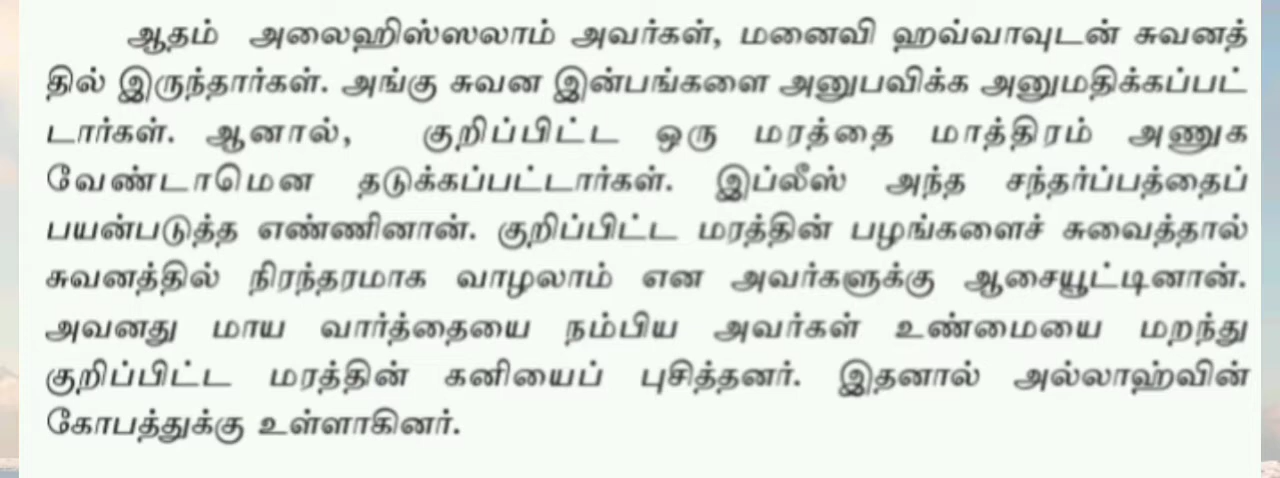 ஆதம் அலைஹிஸ்ஸலாம் அவர்கள், மனைவி ஹவ்வாவுடன் சுவனத்
தில் இருந்தார்கள். அங்கு சுவன இன்பங்களை அனுபவிக்க அனுமதிக்கப்பட்
டார்கள். ஆனால், குறிப்பிட்ட ஒரு மரத்தை மாத்திரம் அணுக
வேண்டாமென தடுக்கப்பட்டார்கள். இப்லீஸ் அந்த சந்தர்ப்பத்தைப்
பயன்படுத்த எண்ணினான். குறிப்பிட்ட மரத்தின் பழங்களைச் சுவைத்தால்
சுவனத்தில் நிரந்தரமாக வாழலாம் என அவர்களுக்கு ஆசையூட்டினான்.
அவனது மாய வார்த்தையை நம்பிய அவர்கள் உண்மையை மறந்து
குறிப்பிட்ட மரத்தின் கனியைப் புசித்தனர். இதனால் அல்லாஹ்வின்
கோபத்துக்கு உள்ளாகினர்.